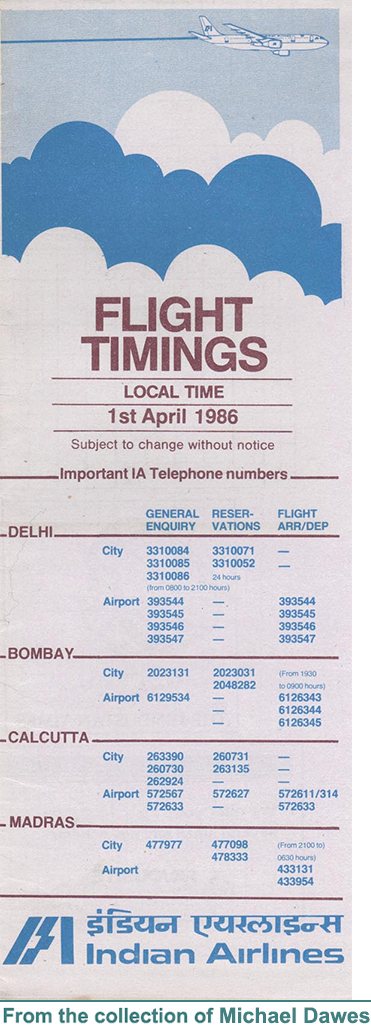 FLIGHT
TIMINGS
LOCAL TIME
1st April 1986
Subject to change without notice
Important IA Telephone numbers
GENERAL RESER- FLIGHT
ENQUIRY VATIONS ARR/DEP
DELHI
City 3310084 3310071 —
3310085 3310052 —
3310086 24 hours
(from 0800 to 2100 hours)
Airport 393544 — 393544
393545 — 393545
393546 — 393546
393547 — 393547
BOMBAY
City 2023131 2023031 (From 1930
2048282 to 0900 hours)
Airport 6129534 — 6126343
— 6126344
— 6126345
CALCUTTA
City 263390 260731 —
260730 263135 —
262924 — —
Airport 572567 572627 572611/314
572633 — 572633
MADRAS
City 477977 477098 (From 2100 to)
478333 0630 hours)
Airport 433131
433954
इंडियन एयरलाइन्स
Indian Airlines
From the collection of Michael Dawes